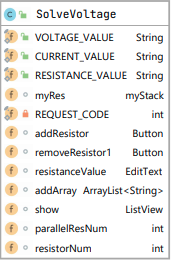 SolveVoltage
VOLTAGE_VALUE String
CURRENT_VALUE String
RESISTANCE_VALUE String
myRes myStack
REQUEST_CODE int
addResistor Button
removeResistor1 Button
resistanceValue EditText
addArray ArrayList<String>
show ListView
parallelResNum int
resistorNum int